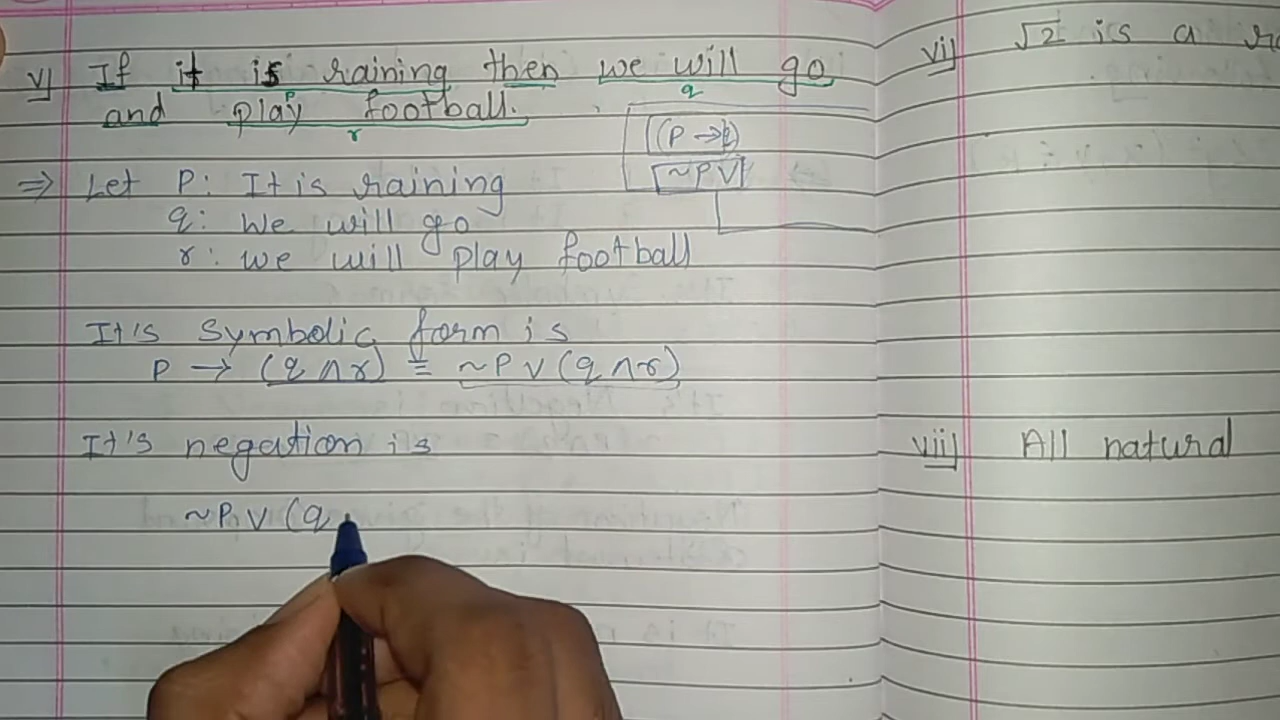 v) If it is raining then we will go
p q
and play football.
r
(p → q)
~p ∨
⇒ Let P: It is raining
q: We will go
r: we will play football
It's Symbolic form is
P → (q ∧ r) ≡ ~P ∨ (q ∧ r)
It's negation is
~P ∨ (q
vi) √2 is a
vii) All natural